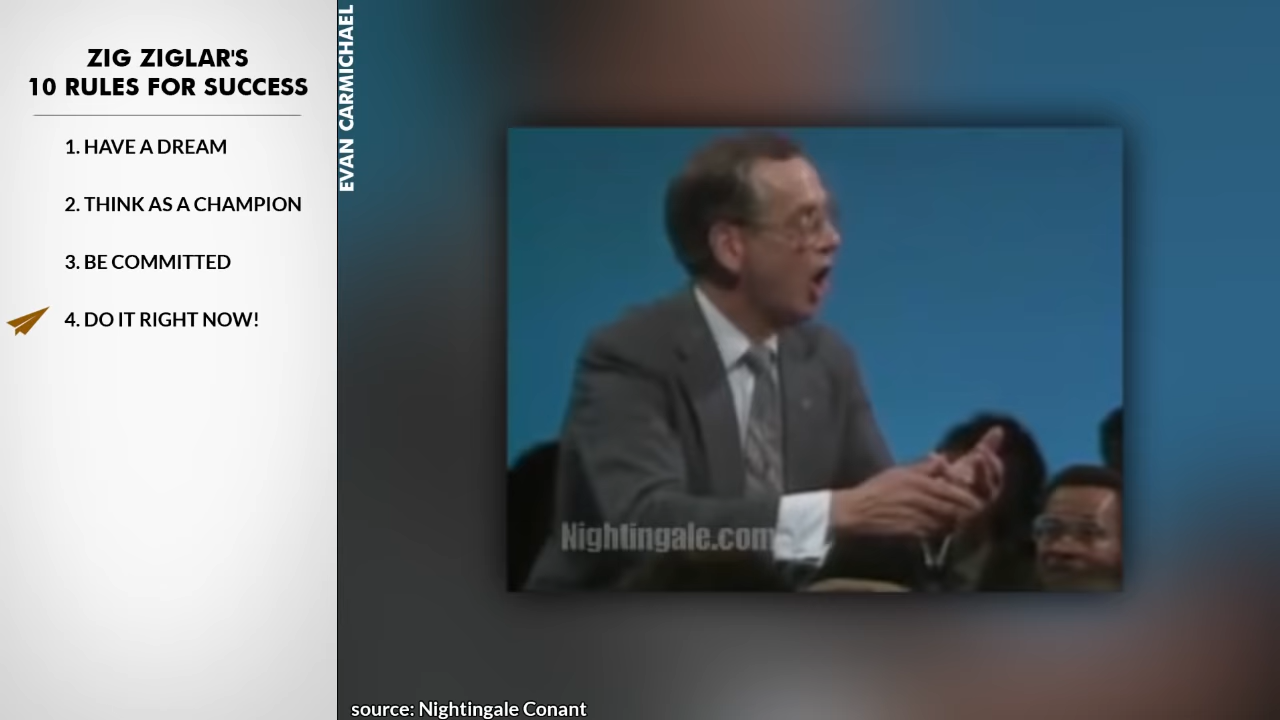 ZIG ZIGLAR'S
10 RULES FOR SUCCESS
1. HAVE A DREAM
2. THINK AS A CHAMPION
3. BE COMMITTED
4. DO IT RIGHT NOW!
EVAN CARMICHAEL
Nightingale.com
source: Nightingale Conant